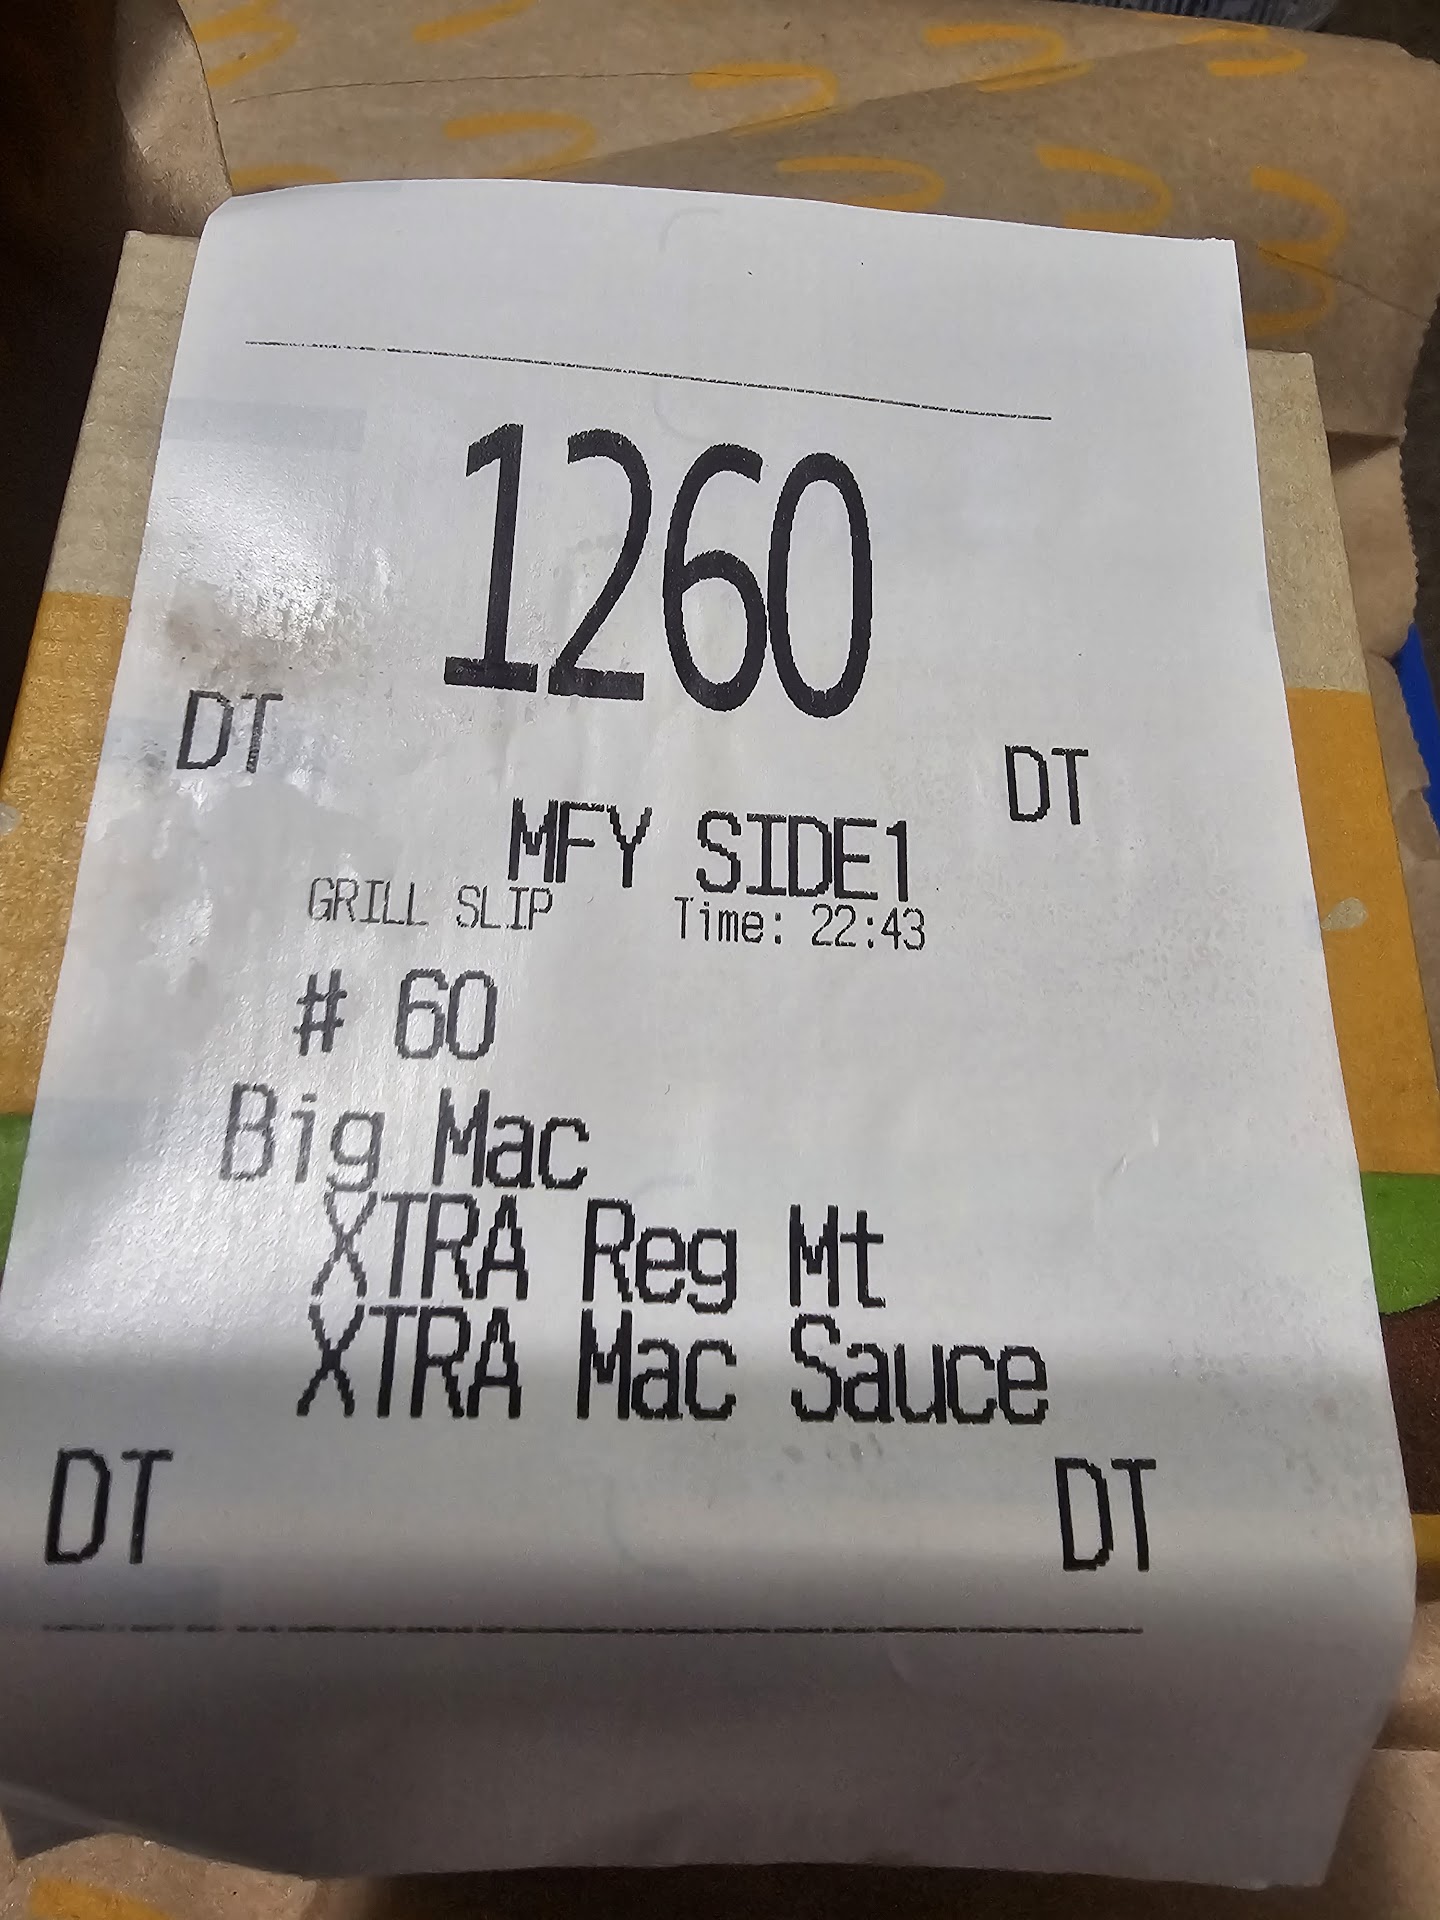 1260
DT DT
MFY SIDE1
GRILL SLIP Time: 22:43
# 60
Big Mac
XTRA Reg Mt
XTRA Mac Sauce
DT DT